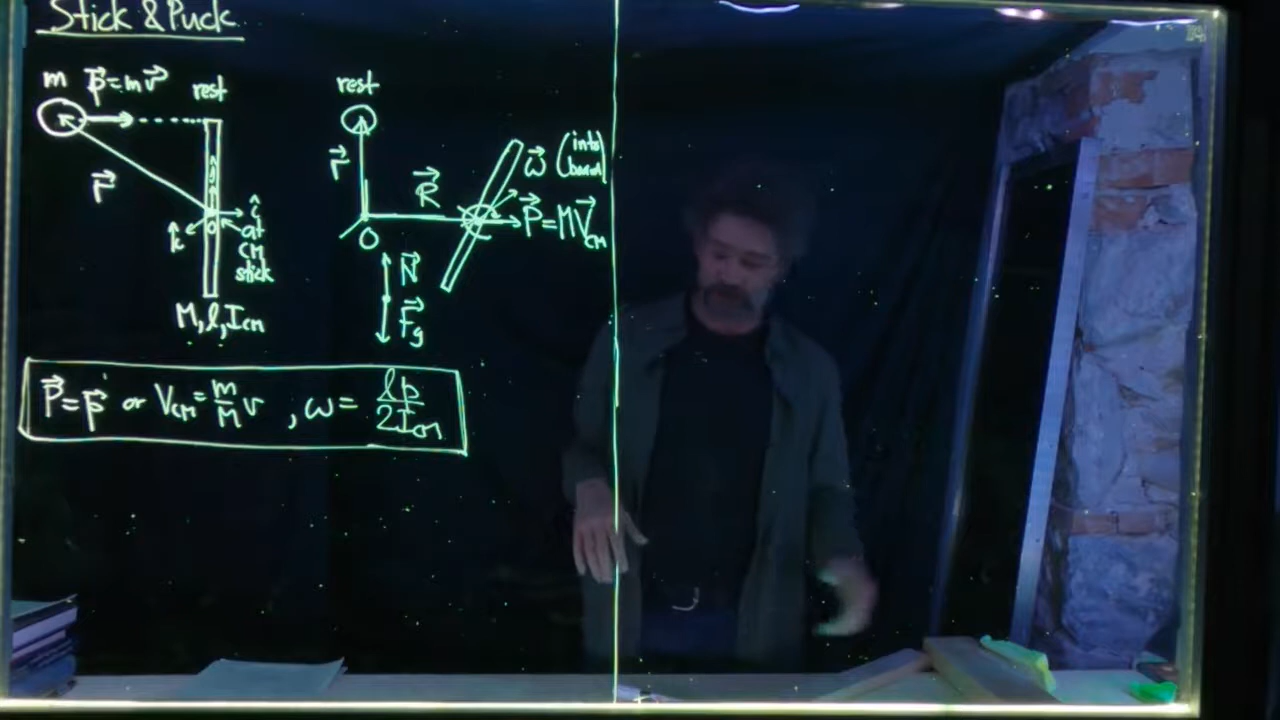 Stick & Puck
m p⃗=mv⃗ rest
r⃗
k̂ O î
at
CM
stick
M, l, Icm
rest
r⃗ R⃗ ω⃗ (into board)
O P⃗=MV⃗cm
N⃗
F⃗g
P⃗=p⃗ or Vcm=m/M v , ω= lp/2Icm